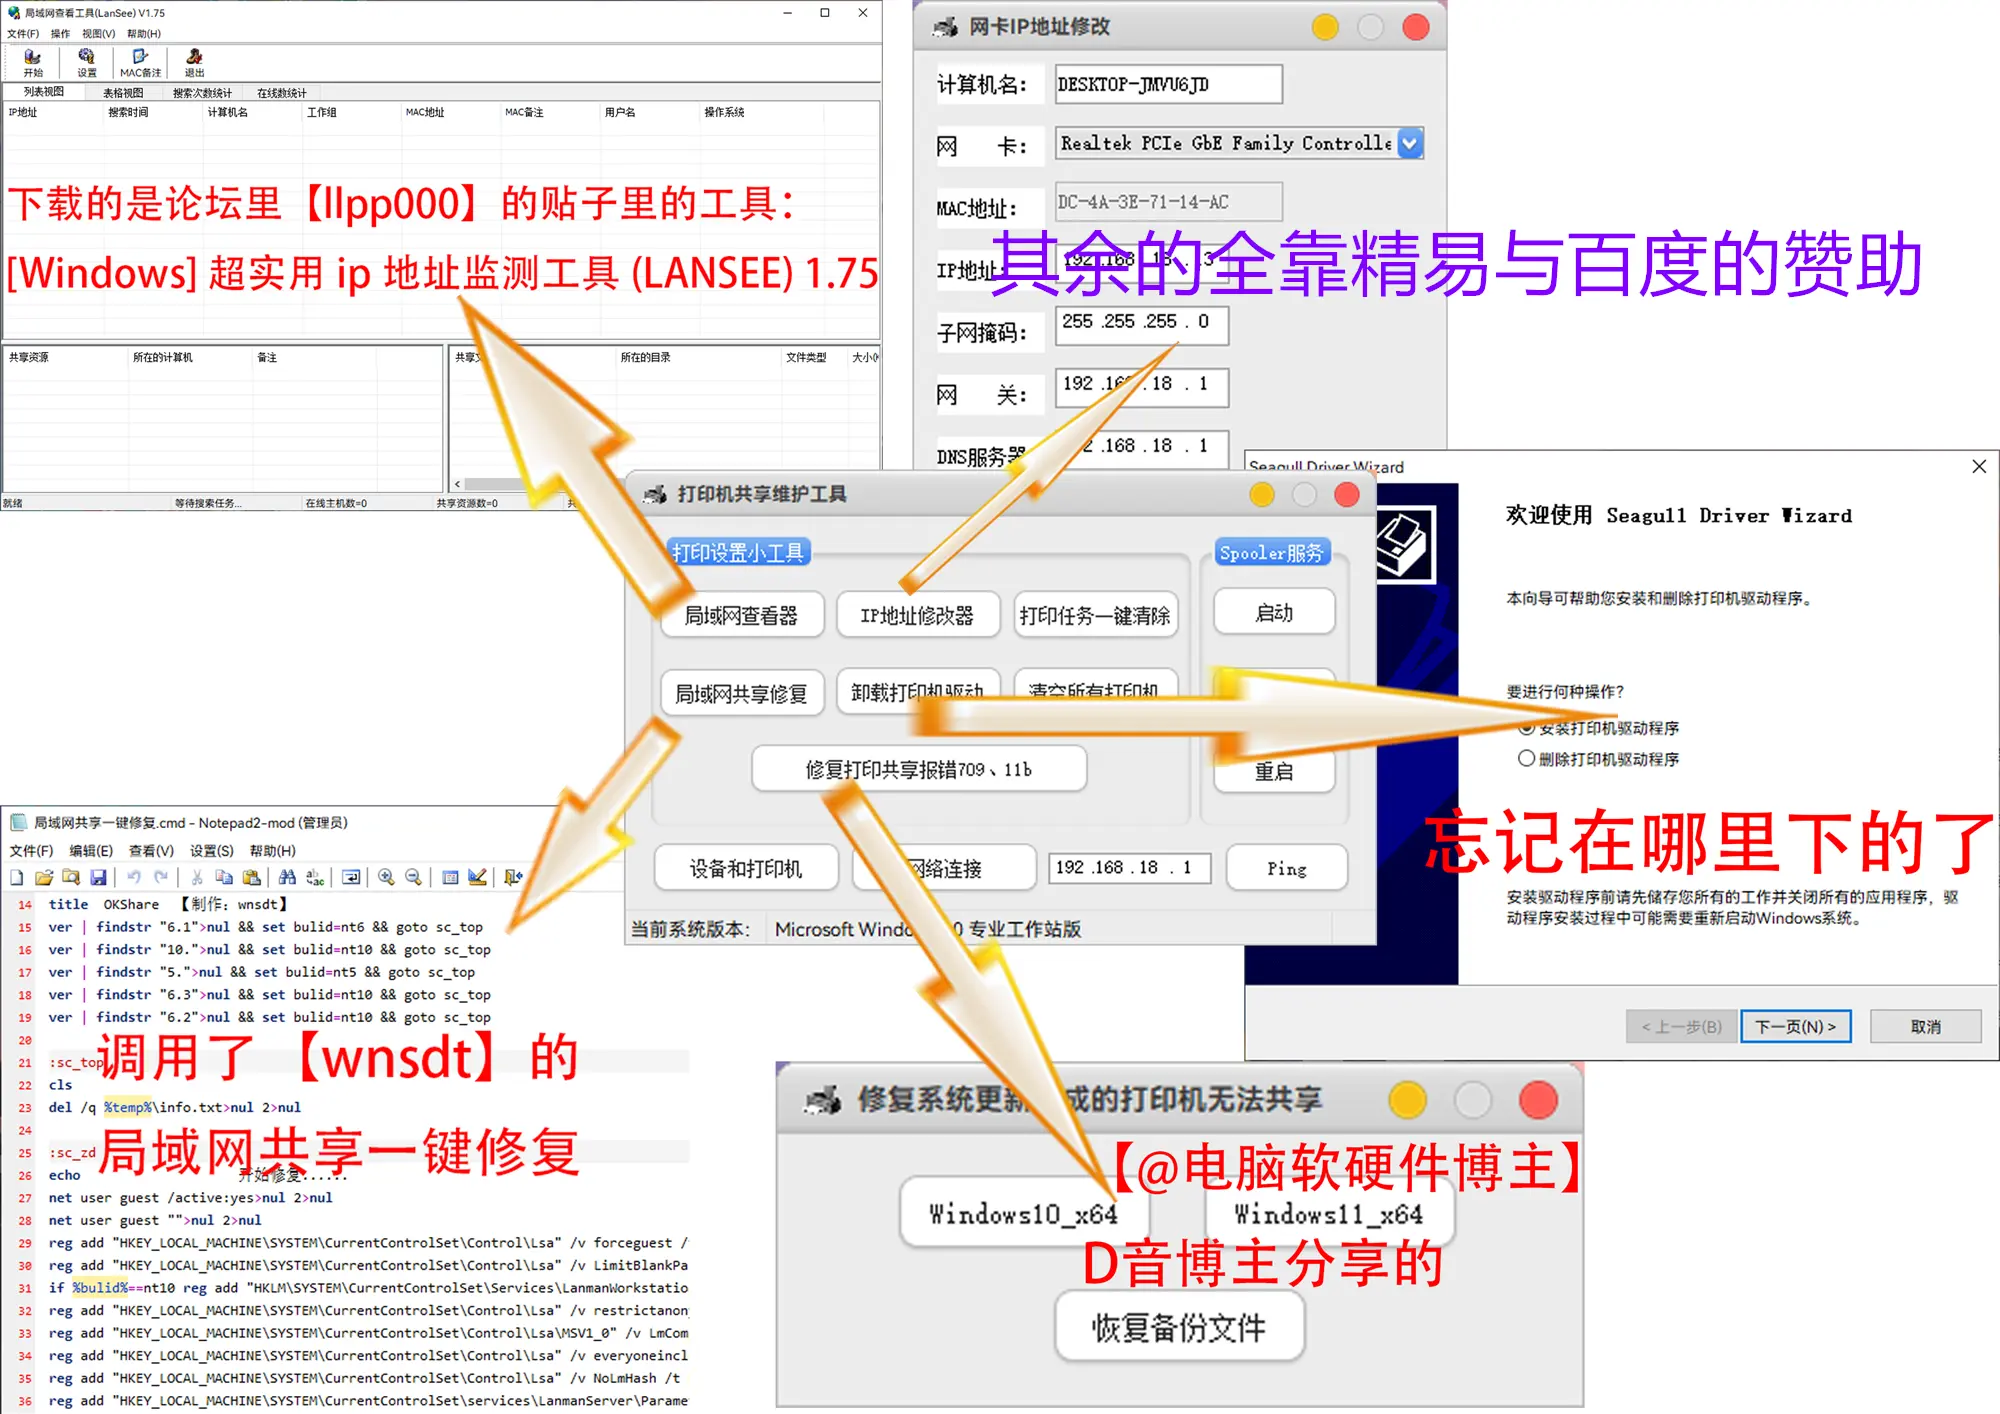 局域网查看工具(LanSee) V1.75
文件(F) 操作 视图(V) 帮助(H)
开始 设置 MAC备注 退出
列表视图 表格视图 搜索次数统计 在线数统计
IP地址 搜索时间 计算机名 工作组 MAC地址 MAC备注 用户名 操作系统
下载的是论坛里【llpp000】的贴子里的工具：
[Windows] 超实用 ip 地址监测工具 (LANSEE) 1.75
共享资源 所在的计算机 备注
所在的目录 文件类型
就绪 等待搜索任务... 在线主机数=0 共享资源数=0
网卡IP地址修改
计算机名： DESKTOP-JMVU6JD
网 卡： Realtek PCIe GbE Family Controlle
MAC地址： DC-4A-3E-71-14-AC
IP地址:
其余的全靠精易与百度的赞助
子网掩码： 255 .255 .255 . 0
网 关： 192 .168 .18 . 1
DNS服务器 .168 .18 . 1
打印机共享维护工具
打印设置小工具
Spooler服务
局域网查看器 IP地址修改器 打印任务一键清除 启动
局域网共享修复 卸载打印机驱动 清空所有打印机
修复打印共享报错709、11b 重启
设备和打印机 网络连接 192 .168 .18 . 1 Ping
当前系统版本： Microsoft Windo 0 专业工作站版
Seagull Driver Wizard
欢迎使用 Seagull Driver Wizard
本向导可帮助您安装和删除打印机驱动程序。
要进行何种操作?
安装打印机驱动程序
删除打印机驱动程序
忘记在哪里下的了
安装驱动程序前请先储存您所有的工作并关闭所有的应用程序，驱
动程序安装过程中可能需要重新启动Windows系统。
< 上一步(B) 下一页(N) > 取消
局域网共享一键修复.cmd - Notepad2-mod (管理员)
文件(F) 编辑(E) 查看(V) 设置(S) 帮助(H)
14 title OKShare 【制作：wnsdt】
15 ver | findstr "6.1">nul && set bulid=nt6 && goto sc_top
16 ver | findstr "10.">nul && set bulid=nt10 && goto sc_top
17 ver | findstr "5.">nul && set bulid=nt5 && goto sc_top
18 ver | findstr "6.3">nul && set bulid=nt10 && goto sc_top
19 ver | findstr "6.2">nul && set bulid=nt10 && goto sc_top
20
21 :sc_top
调用了【wnsdt】的
22 cls
23 del /q %temp%\info.txt>nul 2>nul
24
25 :sc_zd
局域网共享一键修复
26 echo 开始修复......
27 net user guest /active:yes>nul 2>nul
28 net user guest "">nul 2>nul
29 reg add "HKEY_LOCAL_MACHINE\SYSTEM\CurrentControlSet\Control\Lsa" /v forceguest /
30 reg add "HKEY_LOCAL_MACHINE\SYSTEM\CurrentControlSet\Control\Lsa" /v LimitBlankPa
31 if %bulid%==nt10 reg add "HKLM\SYSTEM\CurrentControlSet\Services\LanmanWorkstatio
32 reg add "HKEY_LOCAL_MACHINE\SYSTEM\CurrentControlSet\Control\Lsa" /v restrictanon
33 reg add "HKEY_LOCAL_MACHINE\SYSTEM\CurrentControlSet\Control\Lsa\MSV1_0" /v LmCom
34 reg add "HKEY_LOCAL_MACHINE\SYSTEM\CurrentControlSet\Control\Lsa" /v everyoneincl
35 reg add "HKEY_LOCAL_MACHINE\SYSTEM\CurrentControlSet\Control\Lsa" /v NoLmHash /t
36 reg add "HKEY_LOCAL_MACHINE\SYSTEM\CurrentControlSet\services\LanmanServer\Parame
修复系统更新 成的打印机无法共享
【@电脑软硬件博主】
Windows10_x64 Windows11_x64
D音博主分享的
恢复备份文件